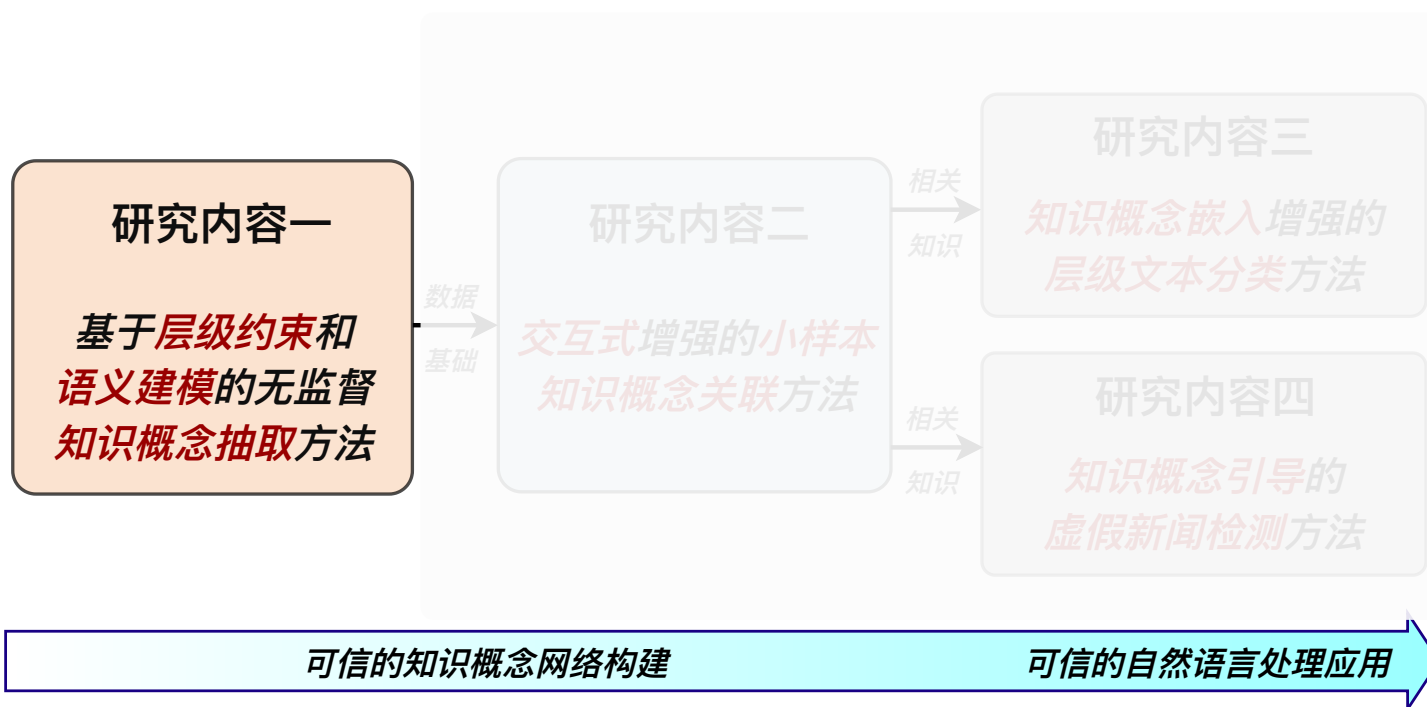 研究内容一
基于层级约束和
语义建模的无监督
知识概念抽取方法
数据
基础
研究内容二
交互式增强的小样本
知识概念关联方法
相关
知识
研究内容三
知识概念嵌入增强的
层级文本分类方法
相关
知识
研究内容四
知识概念引导的
虚假新闻检测方法
可信的知识概念网络构建
可信的自然语言处理应用